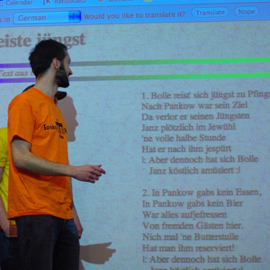 Calendar
in German Would you like to translate it? Translate Nope
eiste jüngst
Text aus
1. Bolle reist' sich jüngst zu Pfing
Nach Pankow war sein Ziel
Da verlor er seinen Jüngsten
Janz plötzlich im Jewühl
'ne volle halbe Stunde
Hat er nach ihm jespürt
|: Aber dennoch hat sich Bolle
Janz köstlich amüsiert :|
2. In Pankow gabs kein Essen,
In Pankow gabs kein Bier
War alles aufjefressen
Von fremden Gästen hier.
Nich mal 'ne Butterstulle
Hat man ihm reserviert!
|: Aber dennoch hat sich Bolle